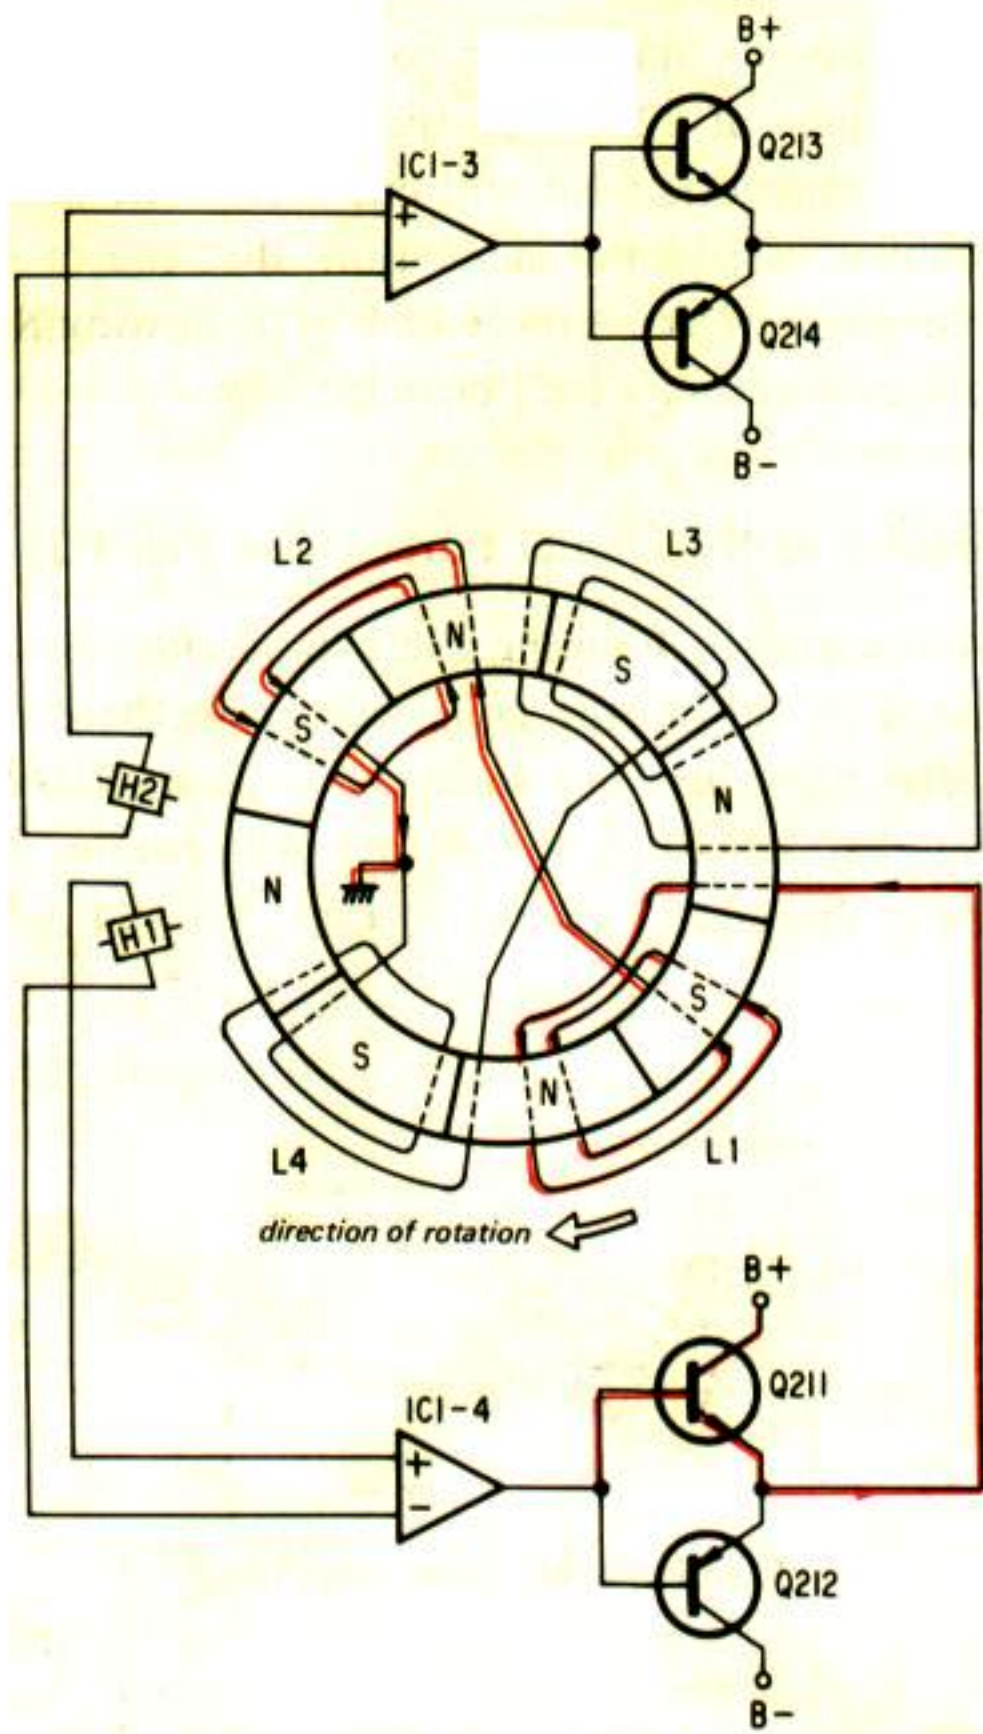 B+
Q213
IC1-3
+
−
Q214
B-
L2
L3
N
S
S
H2
N
N
H1
S
S
N
L4
L1
direction of rotation
B+
Q211
IC1-4
+
−
Q212
B-